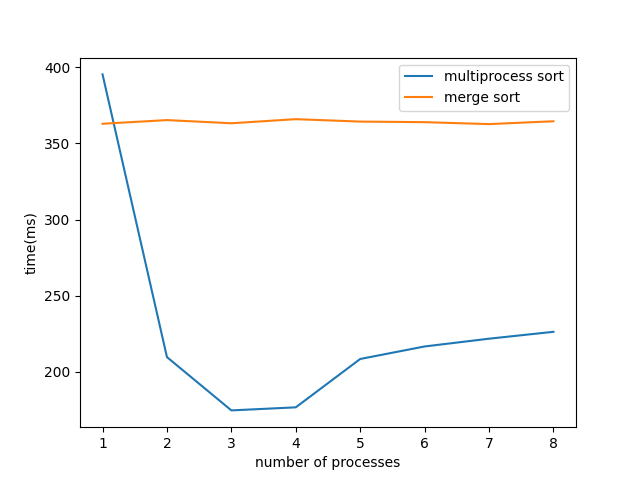 multiprocess sort
merge sort
400
350
300
250
200
time(ms)
1 2 3 4 5 6 7 8
number of processes